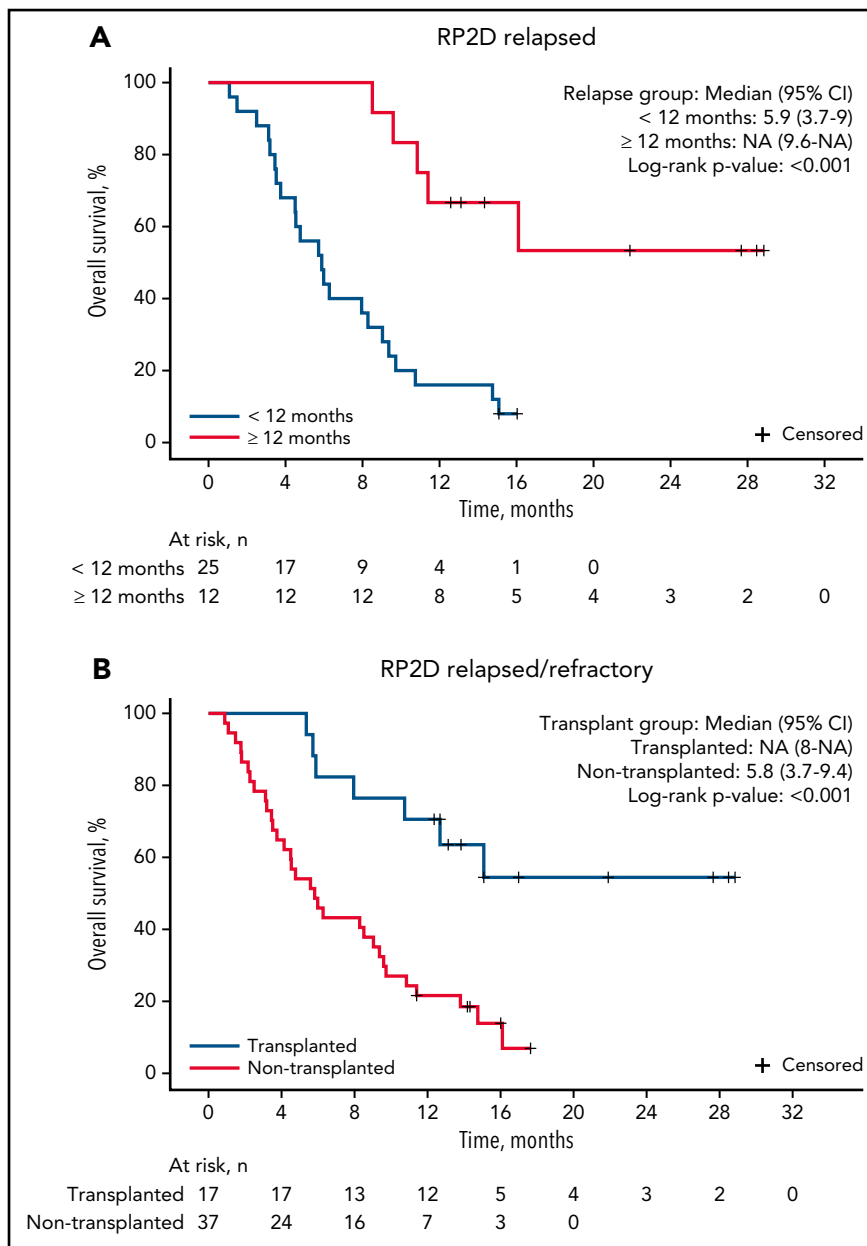 A
RP2D relapsed
Relapse group: Median (95% CI)
< 12 months: 5.9 (3.7-9)
≥ 12 months: NA (9.6-NA)
Log-rank p-value: <0.001
Overall survival, %
100
80
60
40
20
0
< 12 months
≥ 12 months
+ Censored
0 4 8 12 16 20 24 28 32
Time, months
At risk, n
< 12 months 25 17 9 4 1 0
≥ 12 months 12 12 12 8 5 4 3 2 0
B
RP2D relapsed/refractory
Transplant group: Median (95% CI)
Transplanted: NA (8-NA)
Non-transplanted: 5.8 (3.7-9.4)
Log-rank p-value: <0.001
Overall survival, %
100
80
60
40
20
0
Transplanted
Non-transplanted
+ Censored
0 4 8 12 16 20 24 28 32
Time, months
At risk, n
Transplanted 17 17 13 12 5 4 3 2 0
Non-transplanted 37 24 16 7 3 0